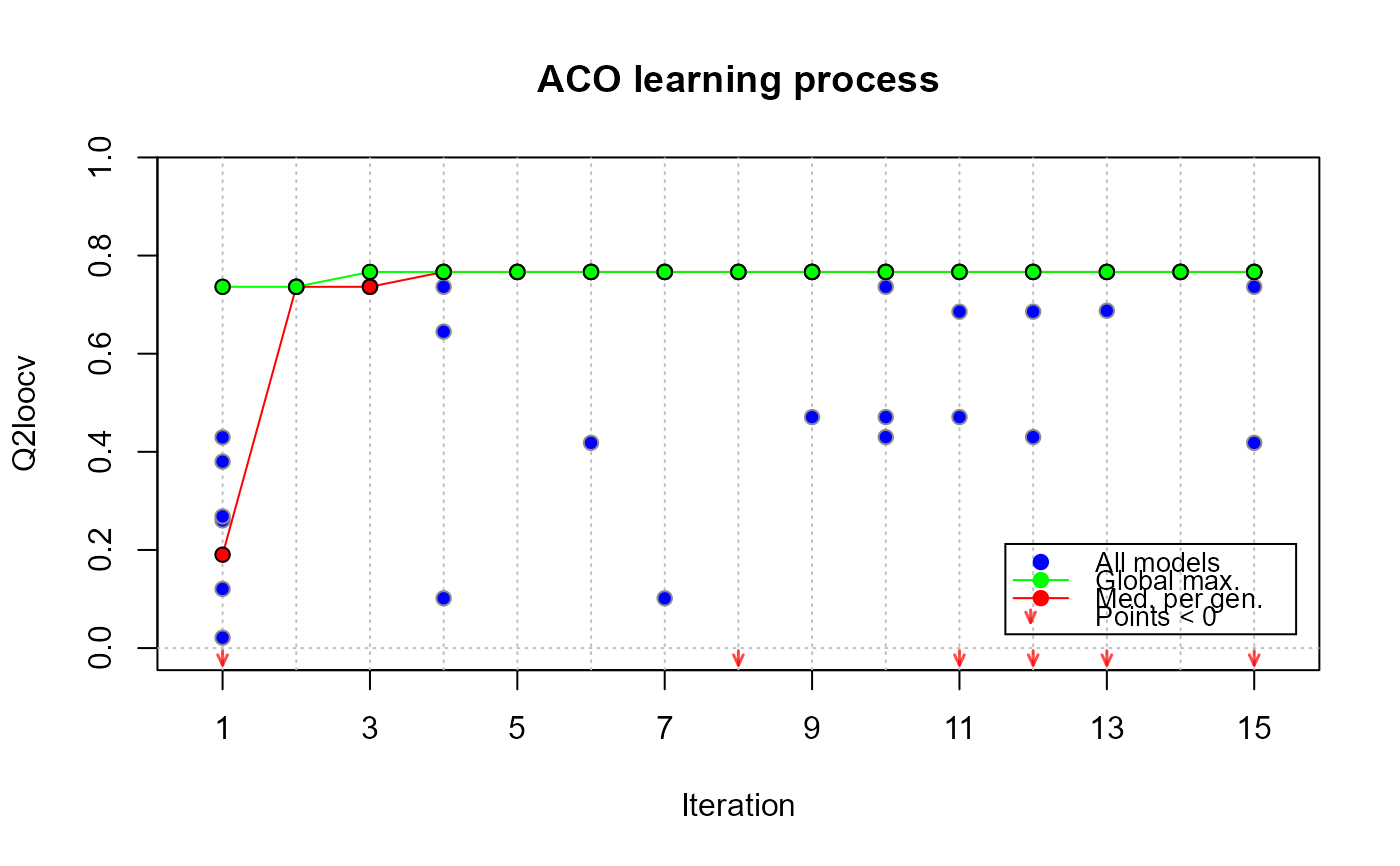 ACO learning process
Q2loocv
1.0
0.8
0.6
0.4
0.2
0.0
All models
Global max.
Med. per gen.
Points < 0
1 3 5 7 9 11 13 15
Iteration